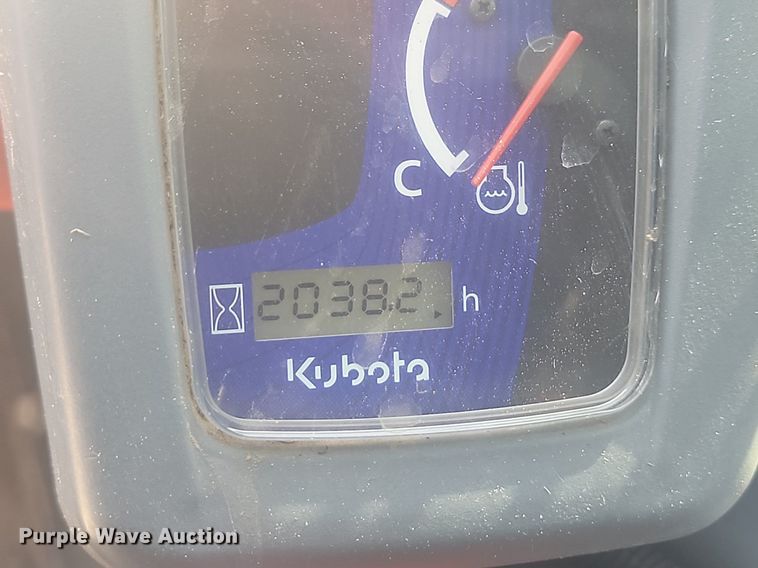 C
2038.2 h
Kubota
Purple Wave Auction